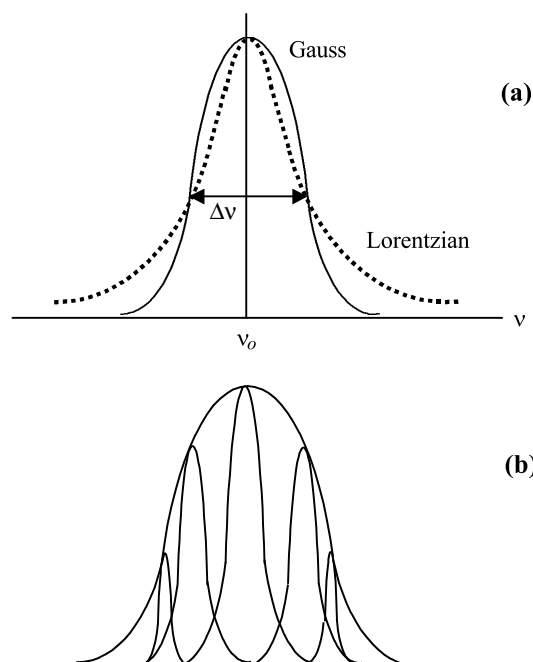 Gauss
(a)
Δν
Lorentzian
ν
νo
(b)